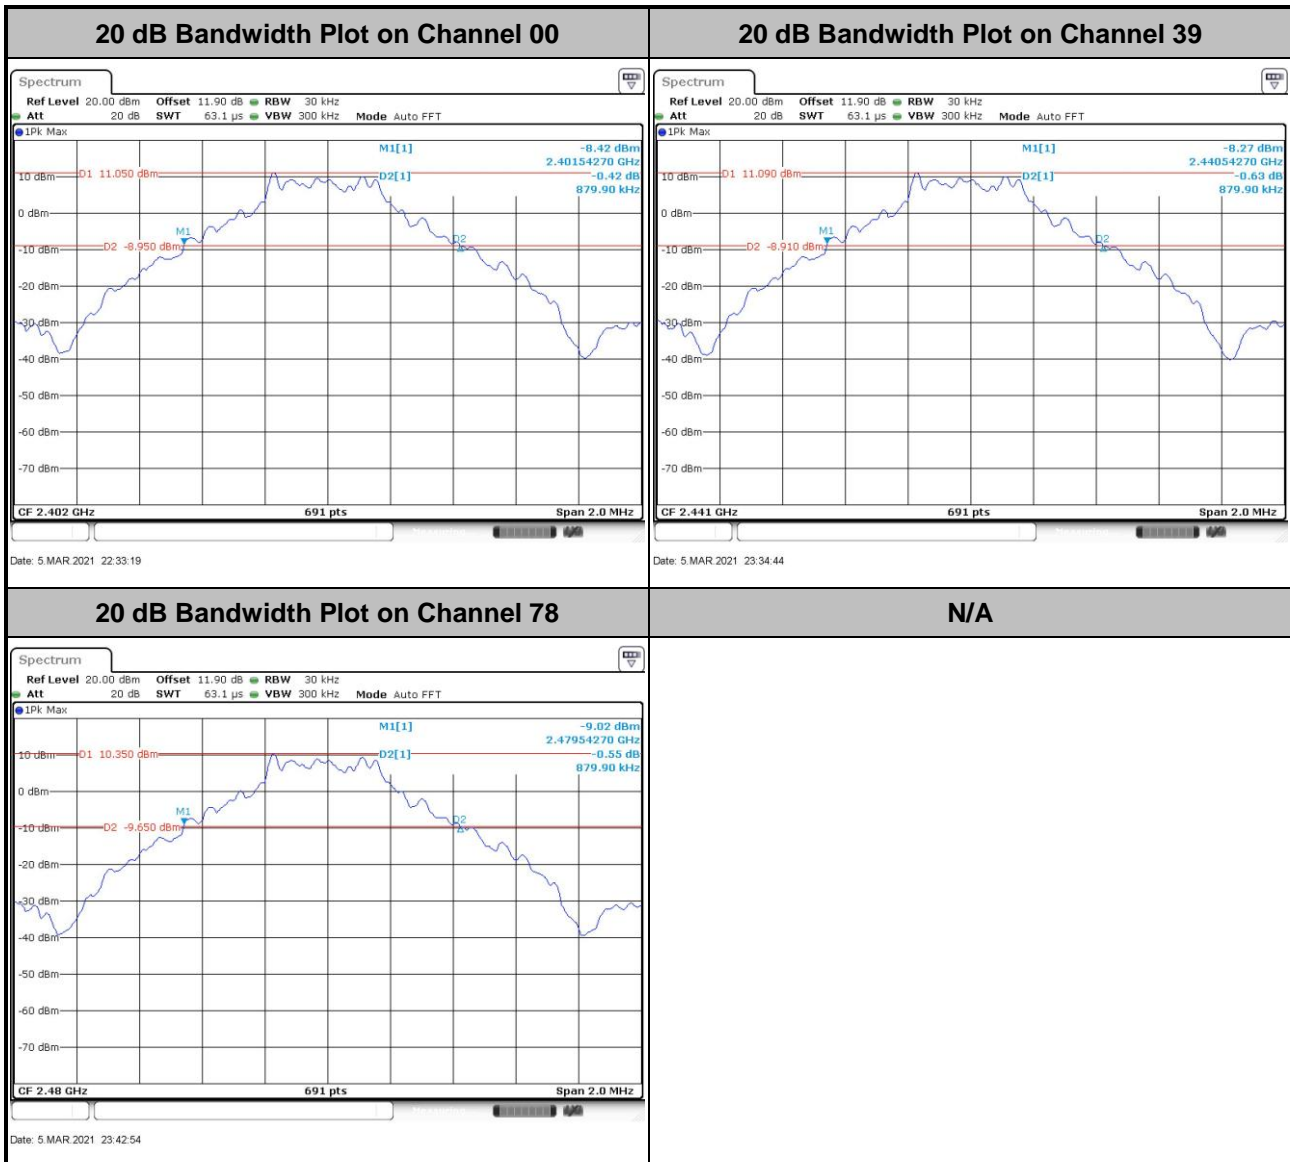 20 dB Bandwidth Plot on Channel 00
20 dB Bandwidth Plot on Channel 39
Spectrum
Ref Level 20.00 dBm Offset 11.90 dB RBW 30 kHz
Att 20 dB SWT 63.1 µs VBW 300 kHz Mode Auto FFT
1Pk Max
M1[1] -8.42 dBm
2.40154270 GHz
10 dBm D1 11.050 dBm D2[1] -0.42 dB
879.90 kHz
0 dBm
M1
D2
-10 dBm D2 -8.950 dBm
-20 dBm
-30 dBm
-40 dBm
-50 dBm
-60 dBm
-70 dBm
CF 2.402 GHz 691 pts Span 2.0 MHz
Date: 5.MAR.2021 22:33:19
Spectrum
Ref Level 20.00 dBm Offset 11.90 dB RBW 30 kHz
Att 20 dB SWT 63.1 µs VBW 300 kHz Mode Auto FFT
1Pk Max
M1[1] -8.27 dBm
2.44054270 GHz
10 dBm D1 11.090 dBm D2[1] -0.63 dB
879.90 kHz
0 dBm
M1
D2
-10 dBm D2 -8.910 dBm
-20 dBm
-30 dBm
-40 dBm
-50 dBm
-60 dBm
-70 dBm
CF 2.441 GHz 691 pts Span 2.0 MHz
Date: 5.MAR.2021 23:34:44
20 dB Bandwidth Plot on Channel 78
N/A
Spectrum
Ref Level 20.00 dBm Offset 11.90 dB RBW 30 kHz
Att 20 dB SWT 63.1 µs VBW 300 kHz Mode Auto FFT
1Pk Max
M1[1] -9.02 dBm
2.47954270 GHz
10 dBm D1 10.350 dBm D2[1] -0.55 dB
879.90 kHz
0 dBm
M1
D2
-10 dBm D2 -9.650 dBm
-20 dBm
-30 dBm
-40 dBm
-50 dBm
-60 dBm
-70 dBm
CF 2.48 GHz 691 pts Span 2.0 MHz
Date: 5.MAR.2021 23:42:54